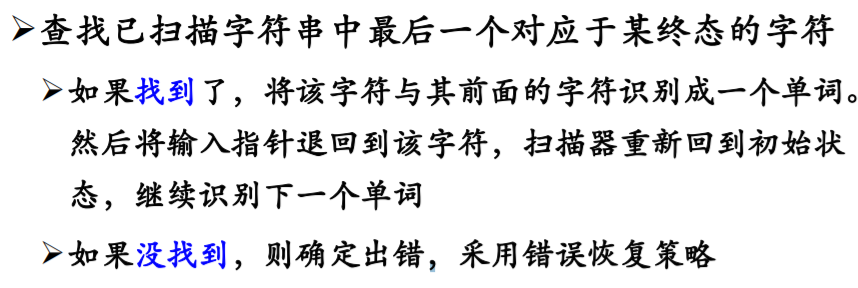 ➢查找已扫描字符串中最后一个对应于某终态的字符
➢如果找到了，将该字符与其前面的字符识别成一个单词。
然后将输入指针退回到该字符，扫描器重新回到初始状
态，继续识别下一个单词
➢如果没找到，则确定出错，采用错误恢复策略